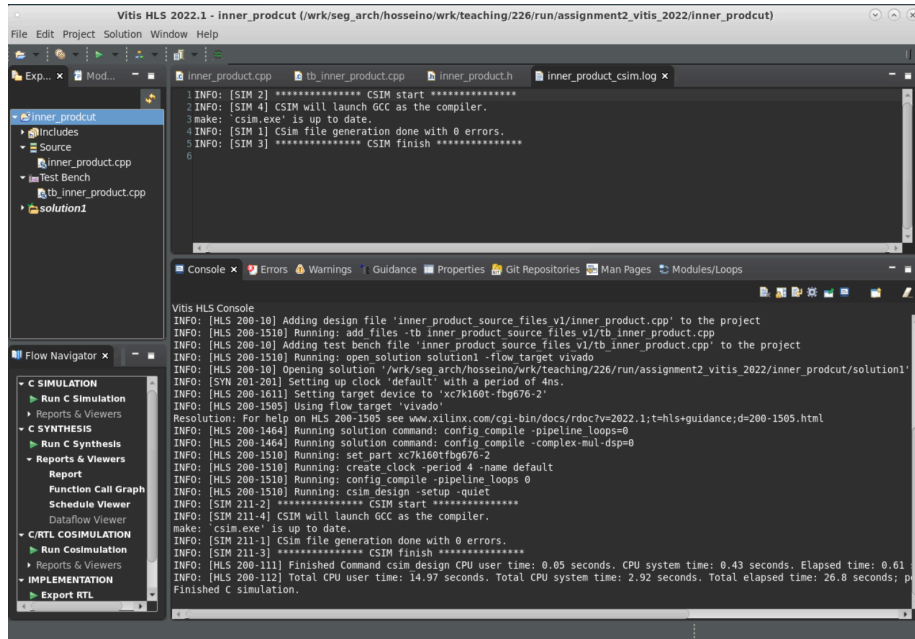 Vitis HLS 2022.1 - inner_prodcut (/wrk/seg_arch/hosseino/wrk/teaching/226/run/assignment2_vitis_2022/inner_prodcut)
File Edit Project Solution Window Help
Exp... Mod...
inner_prodcut
Includes
Source
inner_product.cpp
Test Bench
tb_inner_product.cpp
solution1
inner_product.cpp tb_inner_product.cpp inner_product.h inner_product_csim.log
1 INFO: [SIM 2] *************** CSIM start ***************
2 INFO: [SIM 4] CSIM will launch GCC as the compiler.
3 make: `csim.exe' is up to date.
4 INFO: [SIM 1] CSim file generation done with 0 errors.
5 INFO: [SIM 3] *************** CSIM finish ***************
6
Flow Navigator
C SIMULATION
Run C Simulation
Reports & Viewers
C SYNTHESIS
Run C Synthesis
Reports & Viewers
Report
Function Call Graph
Schedule Viewer
Dataflow Viewer
C/RTL COSIMULATION
Run Cosimulation
Reports & Viewers
IMPLEMENTATION
Export RTL
Console Errors Warnings Guidance Properties Git Repositories Man Pages Modules/Loops
Vitis HLS Console
INFO: [HLS 200-10] Adding design file 'inner_product_source_files_v1/inner_product.cpp' to the project
INFO: [HLS 200-1510] Running: add_files -tb inner_product_source_files_v1/tb_inner_product.cpp
INFO: [HLS 200-10] Adding test bench file 'inner_product_source_files_v1/tb_inner_product.cpp' to the project
INFO: [HLS 200-1510] Running: open_solution solution1 -flow_target vivado
INFO: [HLS 200-10] Opening solution '/wrk/seg_arch/hosseino/wrk/teaching/226/run/assignment2_vitis_2022/inner_prodcut/solution1'
INFO: [SYN 201-201] Setting up clock 'default' with a period of 4ns.
INFO: [HLS 200-1611] Setting target device to 'xc7k160t-fbg676-2'
INFO: [HLS 200-1505] Using flow_target 'vivado'
Resolution: For help on HLS 200-1505 see www.xilinx.com/cgi-bin/docs/rdoc?v=2022.1;t=hls+guidance;d=200-1505.html
INFO: [HLS 200-1464] Running solution command: config_compile -pipeline_loops=0
INFO: [HLS 200-1464] Running solution command: config_compile -complex-mul-dsp=0
INFO: [HLS 200-1510] Running: set_part xc7k160tfbg676-2
INFO: [HLS 200-1510] Running: create_clock -period 4 -name default
INFO: [HLS 200-1510] Running: config_compile -pipeline_loops 0
INFO: [HLS 200-1510] Running: csim_design -setup -quiet
INFO: [SIM 211-2] *************** CSIM start ***************
INFO: [SIM 211-4] CSIM will launch GCC as the compiler.
make: `csim.exe' is up to date.
INFO: [SIM 211-1] CSim file generation done with 0 errors.
INFO: [SIM 211-3] *************** CSIM finish ***************
INFO: [HLS 200-111] Finished Command csim_design CPU user time: 0.05 seconds. CPU system time: 0.43 seconds. Elapsed time: 0.61
INFO: [HLS 200-112] Total CPU user time: 14.97 seconds. Total CPU system time: 2.92 seconds. Total elapsed time: 26.8 seconds;
Finished C simulation.